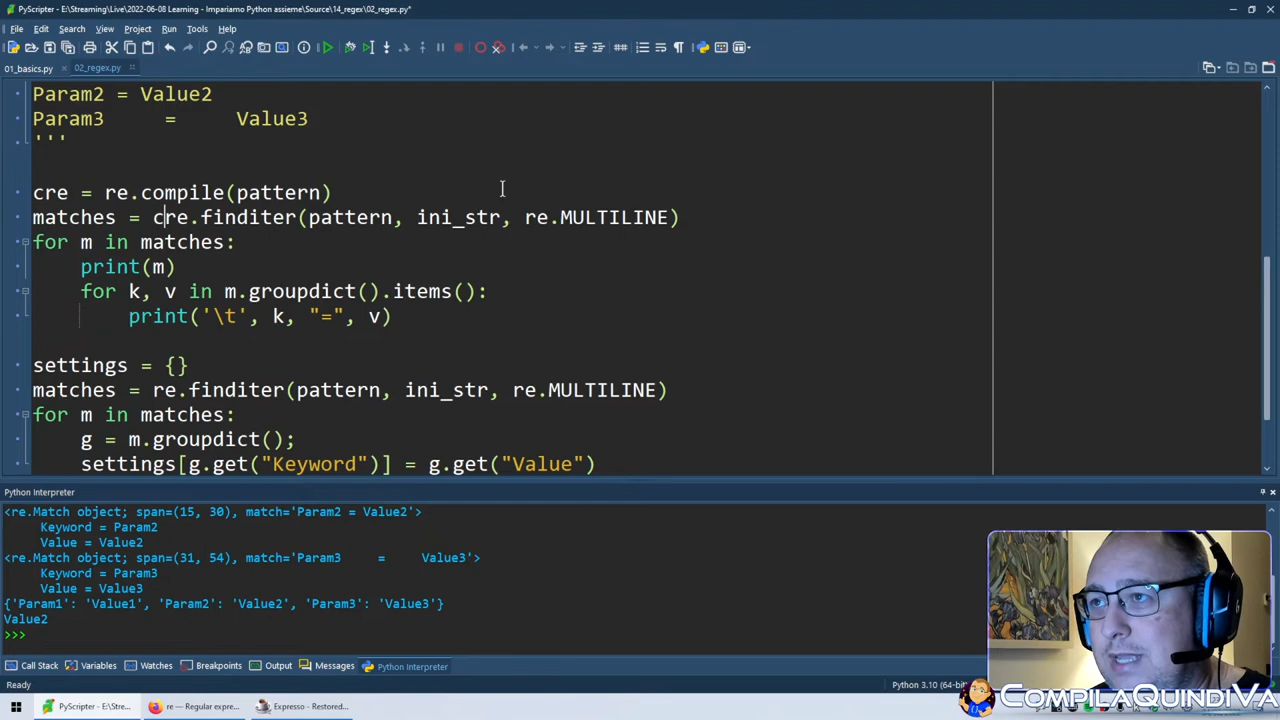 PyScripter - E:\Streaming\Live\2022-06-08 Learning - Impariamo Python assieme\Source\14_regex\02_regex.py*
File Edit Search View Project Run Tools Help
01_basics.py 02_regex.py
Param2 = Value2
Param3     =     Value3
'''
cre = re.compile(pattern)
matches = cre.finditer(pattern, ini_str, re.MULTILINE)
for m in matches:
    print(m)
    for k, v in m.groupdict().items():
        print('\t', k, "=", v)
settings = {}
matches = re.finditer(pattern, ini_str, re.MULTILINE)
for m in matches:
    g = m.groupdict();
    settings[g.get("Keyword")] = g.get("Value")
Python Interpreter
<re.Match object; span=(15, 30), match='Param2 = Value2'>
Keyword = Param2
Value = Value2
<re.Match object; span=(31, 54), match='Param3     =     Value3'>
Keyword = Param3
Value = Value3
{'Param1': 'Value1', 'Param2': 'Value2', 'Param3': 'Value3'}
Value2
>>>
Call Stack Variables Watches Breakpoints Output Messages Python Interpreter
Ready Python 3.10 (64-bit)
PyScripter - E:\Stre... re — Regular expre... Expresso - Restored...
COMPILAQUINDIVA